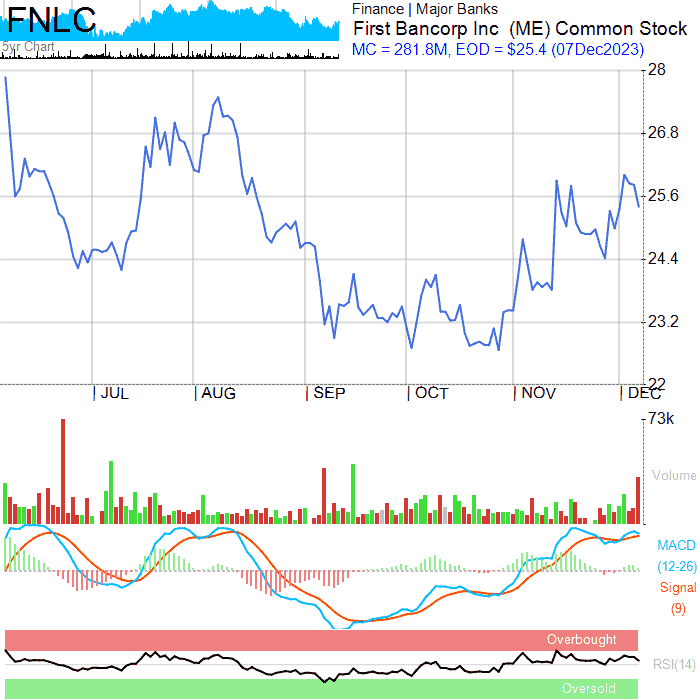 FNLC
5yr Chart
Finance | Major Banks
First Bancorp Inc (ME) Common Stock
MC = 281.8M, EOD = $25.4 (07Dec2023)
28
26.8
25.6
24.4
23.2
22
JUL AUG SEP OCT NOV DEC
73k
Volume
MACD
(12-26)
Signal
(9)
Overbought
RSI(14)
Oversold